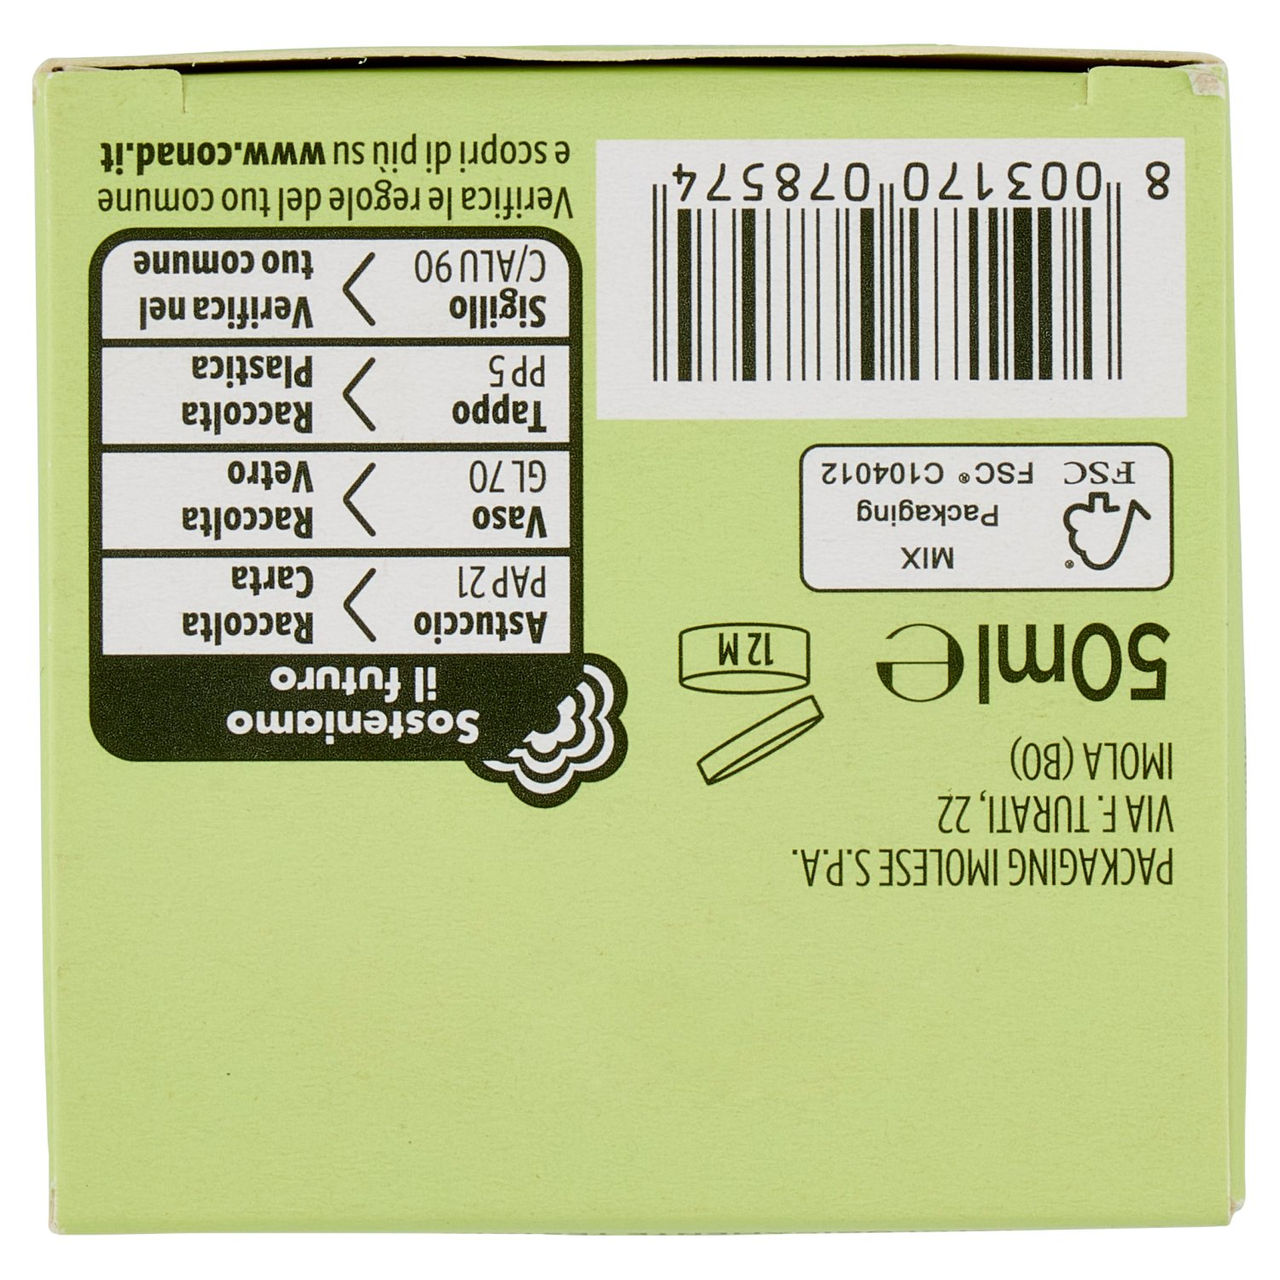 PACKAGING IMOLESE S.P.A.
VIA F. TURATI, 22
IMOLA (BO)
50ml e
12 M
MIX
Packaging
FSC® C104012
FSC
8 003170 078574
Sosteniamo
il futuro
Astuccio
PAP 21
Raccolta
Carta
Vaso
GL 70
Raccolta
Vetro
Tappo
PP 5
Raccolta
Plastica
Sigillo
C/ALU 90
Verifica nel
tuo comune
Verifica le regole del tuo comune
e scopri di più su www.conad.it